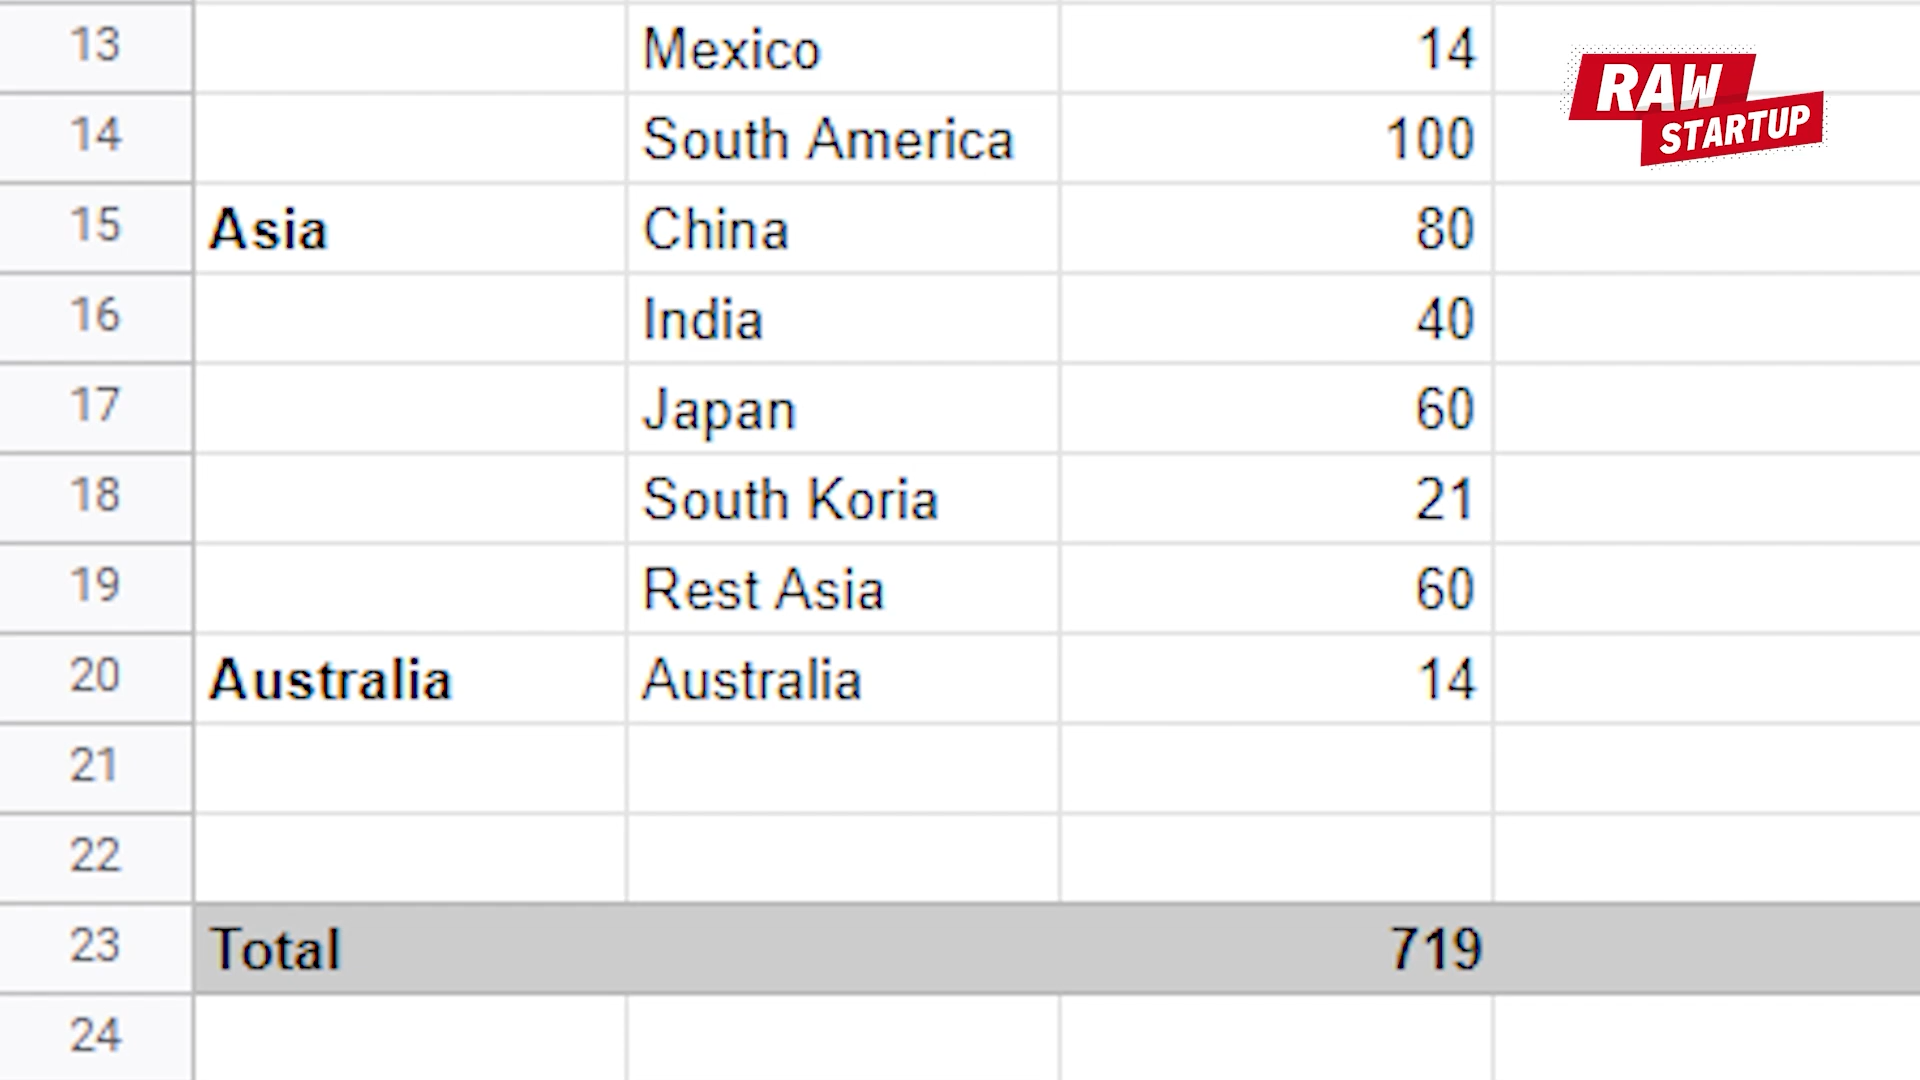 13 Mexico 14
14 South America 100
15 Asia China 80
16 India 40
17 Japan 60
18 South Koria 21
19 Rest Asia 60
20 Australia Australia 14
21
22
23 Total 719
24
RAW
STARTUP